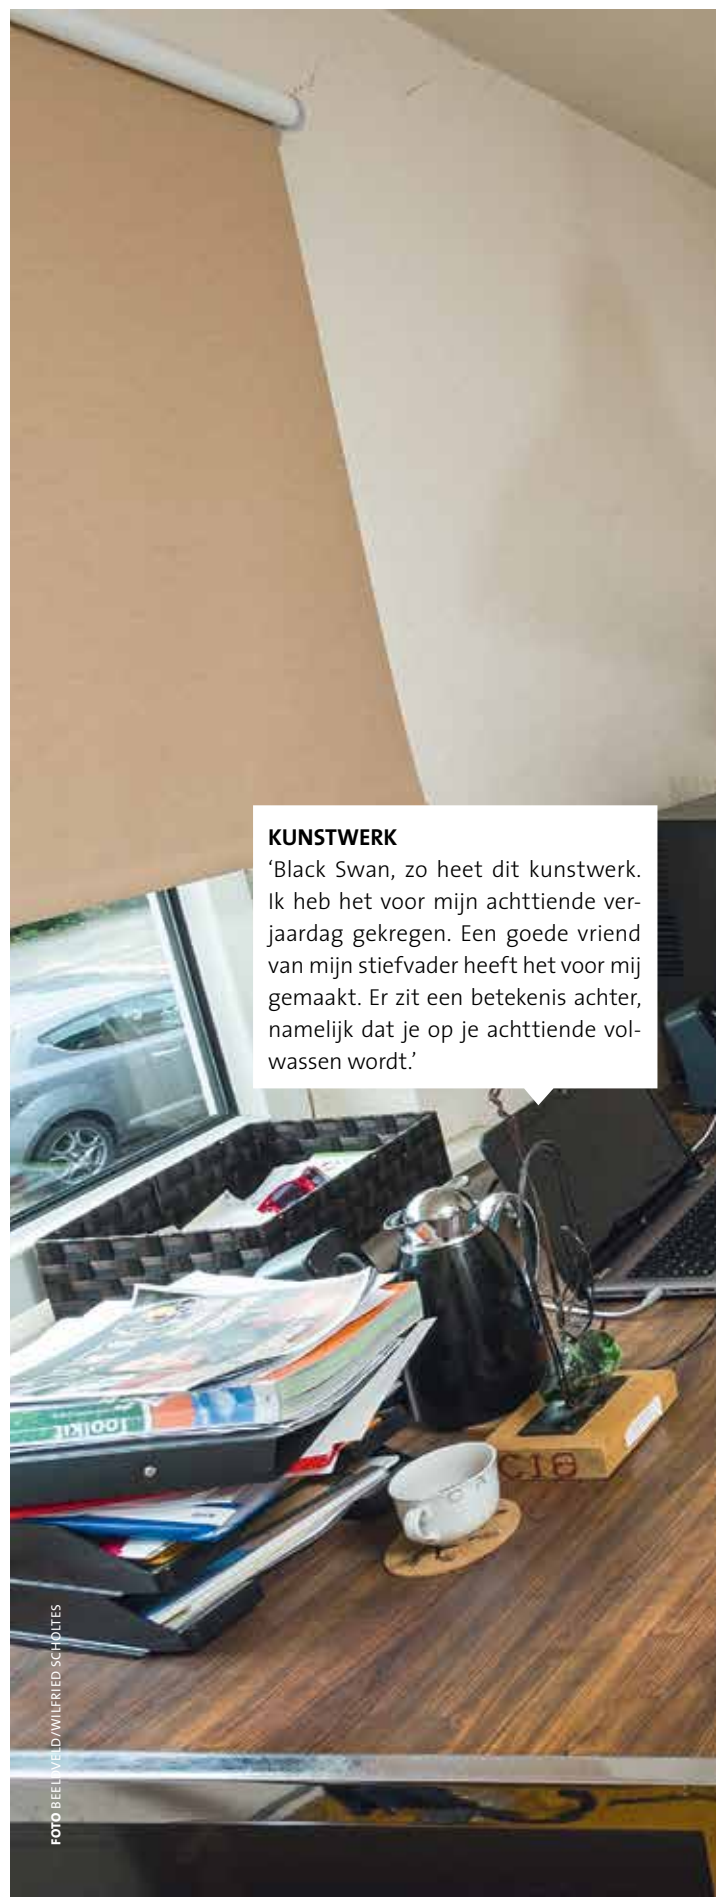 KUNSTWERK
‘Black Swan, zo heet dit kunstwerk.
Ik heb het voor mijn achttiende ver-
jaardag gekregen. Een goede vriend
van mijn stiefvader heeft het voor mij
gemaakt. Er zit een betekenis achter,
namelijk dat je op je achttiende vol-
wassen wordt.’
Toolkit
FOTO BEELDVELD/WILFRIED SCHOLTES